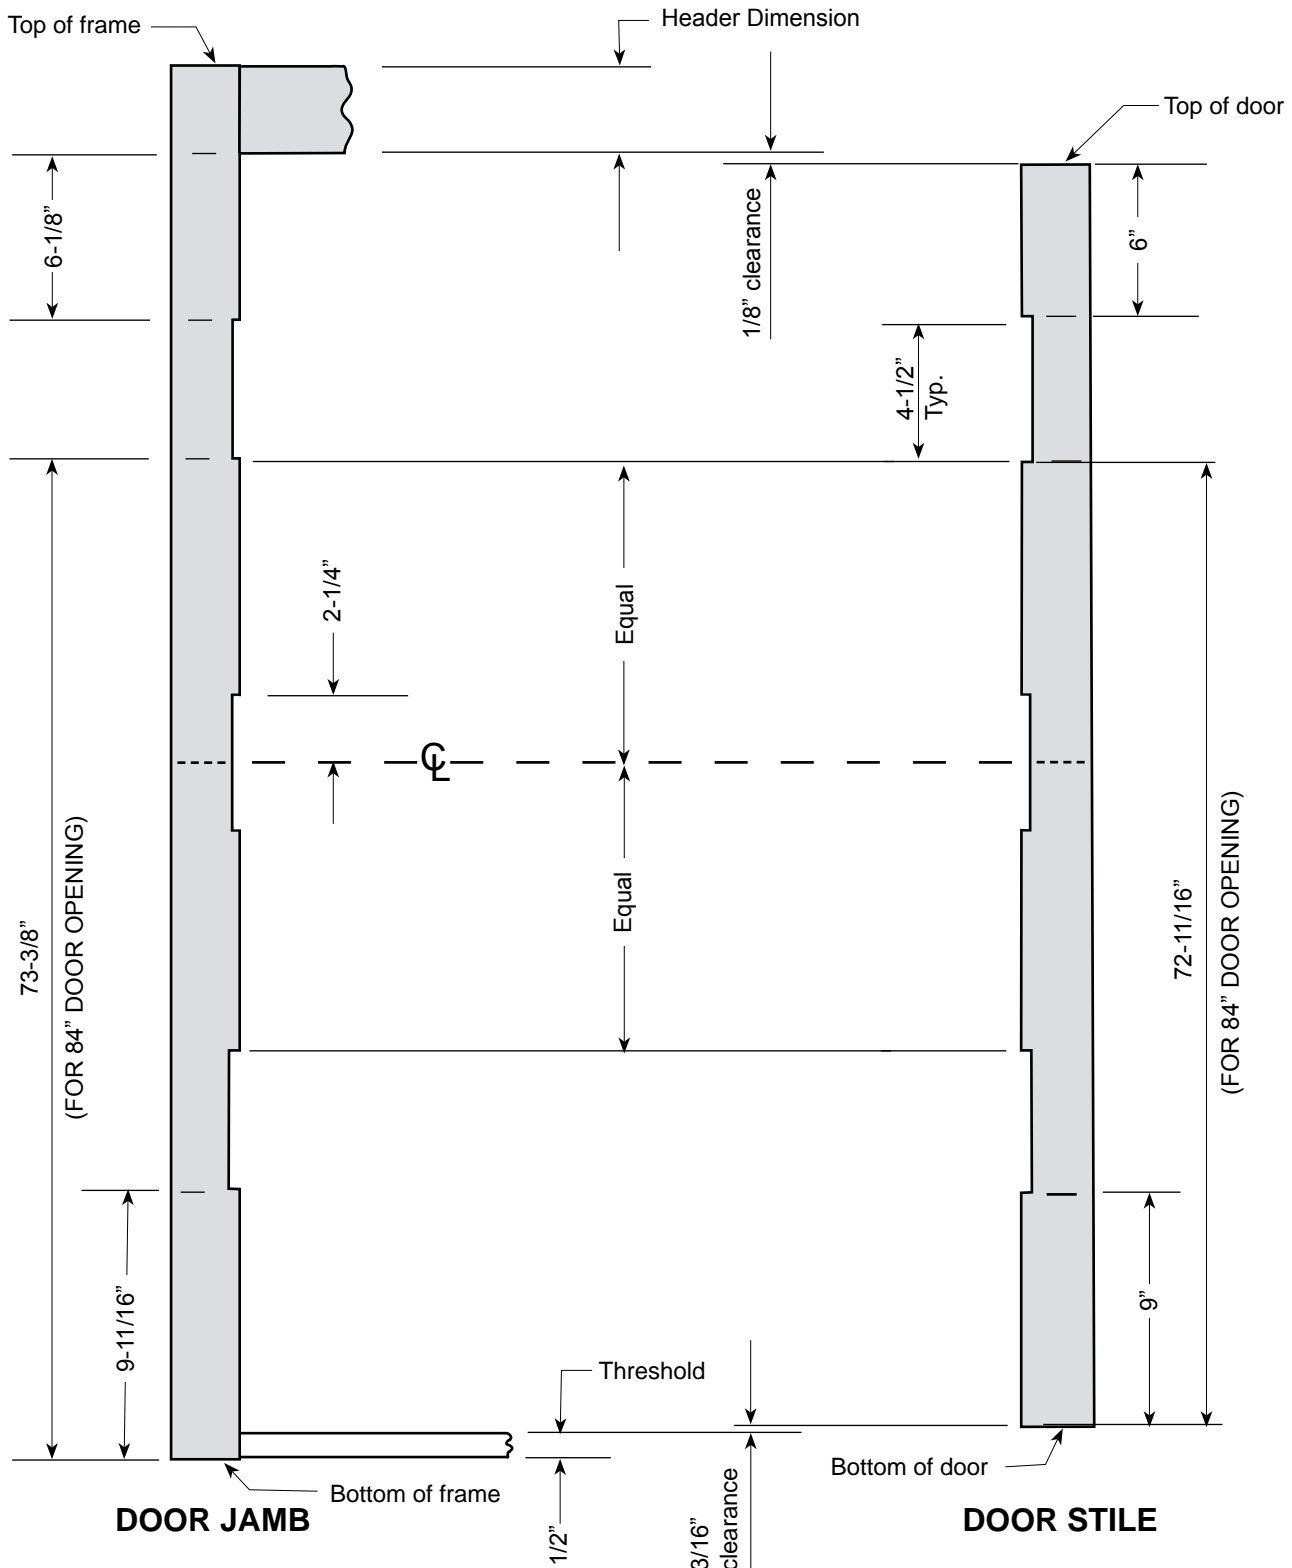 Top of frame
Header Dimension
Top of door
6-1/8”
1/8” clearance
6”
4-1/2”
Typ.
2-1/4”
Equal
C
L
Equal
73-3/8”
(FOR 84” DOOR OPENING)
72-11/16”
(FOR 84” DOOR OPENING)
9-11/16”
9”
Threshold
Bottom of frame
Bottom of door
1/2”
3/16”
clearance
DOOR JAMB
DOOR STILE